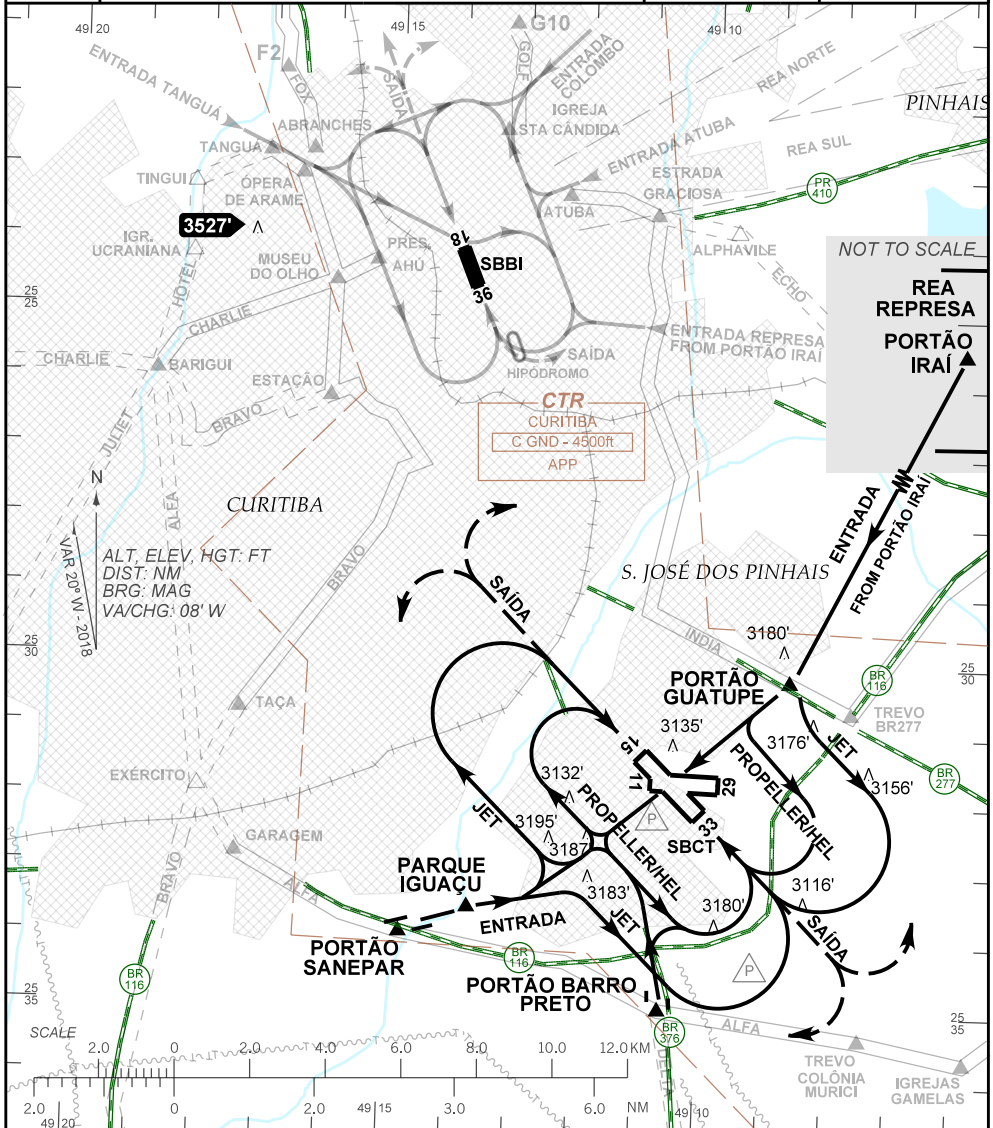 49 20
49 15
49 10
G10
F2
ENTRADA TANGUÁ
FOX
SAÍDA
GOLF
ENTRADA
COLOMBO
REA NORTE
PINHAIS
ABRANCHES
IGREJA
STA CÂNDIDA
TANGUÁ
ENTRADA ATUBA
REA SUL
TINGUI
ÓPERA
DE ARAME
ESTRADA
GRACIOSA
PR
410
ATUBA
3527'
IGR.
UCRANIANA
PRES.
AHÚ
18
SBBI
36
ALPHAVILE
NOT TO SCALE
MUSEU
DO OLHO
HOTEL
ECHO
REA
REPRESA
25
25
CHARLIE
CHARLIE
ENTRADA REPRESA
FROM PORTÃO IRAÍ
PORTÃO
IRAÍ
BARIGUI
SAÍDA
HIPÓDROMO
ESTAÇÃO
BRAVO
JULIET
CTR
CURITIBA
C GND - 4500ft
APP
N
ALFA
CURITIBA
ENTRADA
FROM PORTÃO IRAÍ
VAR 20º W - 2018
ALT, ELEV, HGT: FT
DIST: NM
BRG: MAG
VA/CHG: 08' W
BRAVO
S. JOSÉ DOS PINHAIS
SAÍDA
INDIA
3180'
25
30
25
30
PORTÃO
GUATUPE
BR
116
TAÇA
TREVO
BR277
3135'
15
3176'
JET
EXÉRCITO
11
29
3132'
3156'
BR
277
PROPELLER/HEL
PROPELLER/HEL
JET
3195'
3187'
P
33
SBCT
GARAGEM
BRAVO
ALFA
PARQUE
IGUAÇU
3183'
3180'
3116'
ENTRADA
JET
SAÍDA
PORTÃO
SANEPAR
BR
116
BR
116
PORTÃO BARRO
PRETO
P
25
35
25
35
SCALE
BR
376
ALFA
2.0
0
2.0
4.0
6.0
8.0
10.0
12.0 KM
TREVO
COLÔNIA
MURICI
IGREJAS
GAMELAS
2.0
0
2.0
3.0
6.0
NM
49 20
49 15
49 10